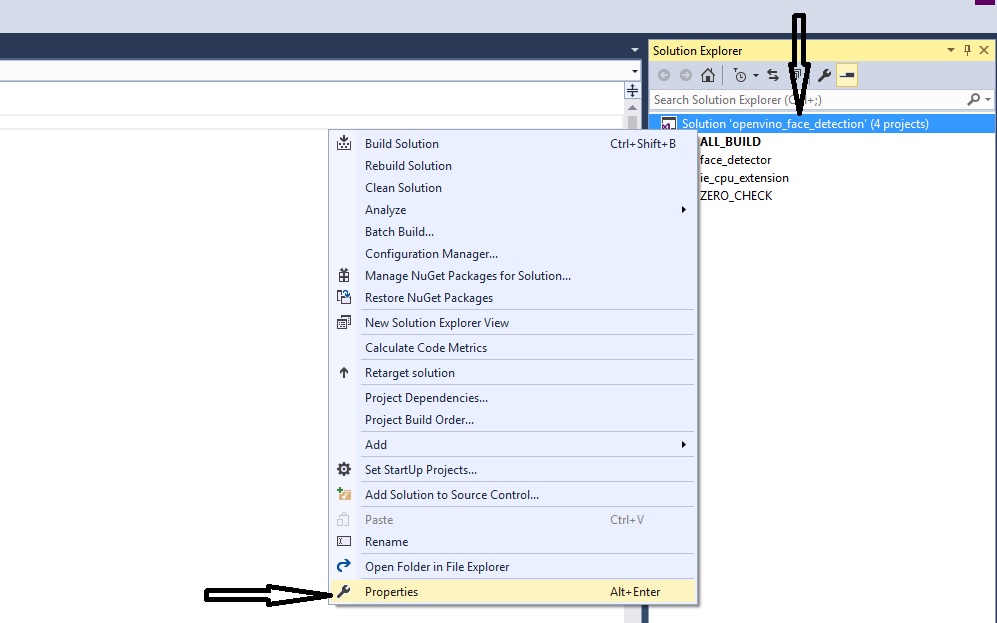 Solution Explorer
Search Solution Explorer (Ctrl+;)
Solution 'openvino_face_detection' (4 projects)
ALL_BUILD
face_detector
ie_cpu_extension
ZERO_CHECK
Build Solution Ctrl+Shift+B
Rebuild Solution
Clean Solution
Analyze
Batch Build...
Configuration Manager...
Manage NuGet Packages for Solution...
Restore NuGet Packages
New Solution Explorer View
Calculate Code Metrics
Retarget solution
Project Dependencies...
Project Build Order...
Add
Set StartUp Projects...
Add Solution to Source Control...
Paste Ctrl+V
Rename
Open Folder in File Explorer
Properties Alt+Enter